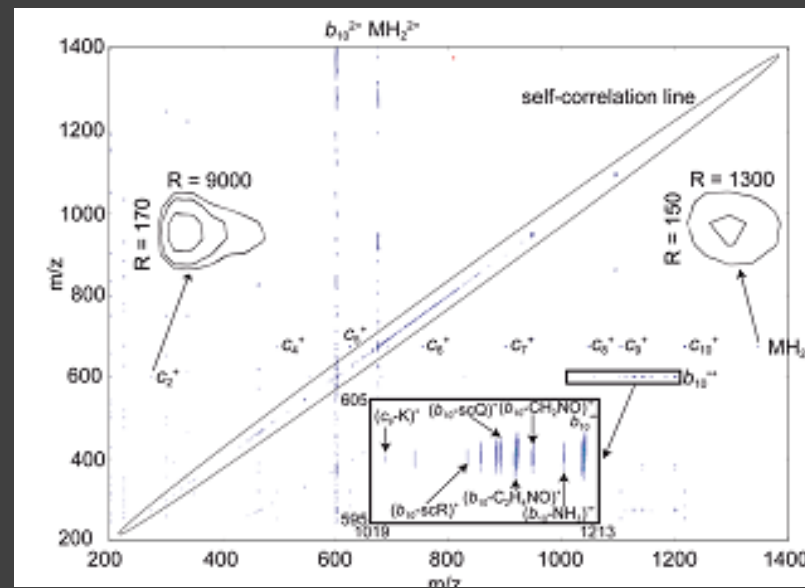 b₁₀²⁺ MH₂²⁺
1400
self-correlation line
1200
R = 9000
R = 1300
R = 170
R = 150
1000
m/z
800
c₄⁺ c₅⁺ c₆⁺ c₇⁺ c₈⁺ c₉⁺ c₁₀⁺ MH₂
600
c₂⁺
b₁₀⁺•
605
(b₁₀-scQ)⁺ (b₁₀-CH₃NO)⁺
b₁₀
400
(b₁₀-scR)⁺
(b₁₀-C₂H₅NO)⁺
(b₁₀-NH₃)⁺
595
1019
1213
200
200 400 600 800 1000 1200 1400
m/z